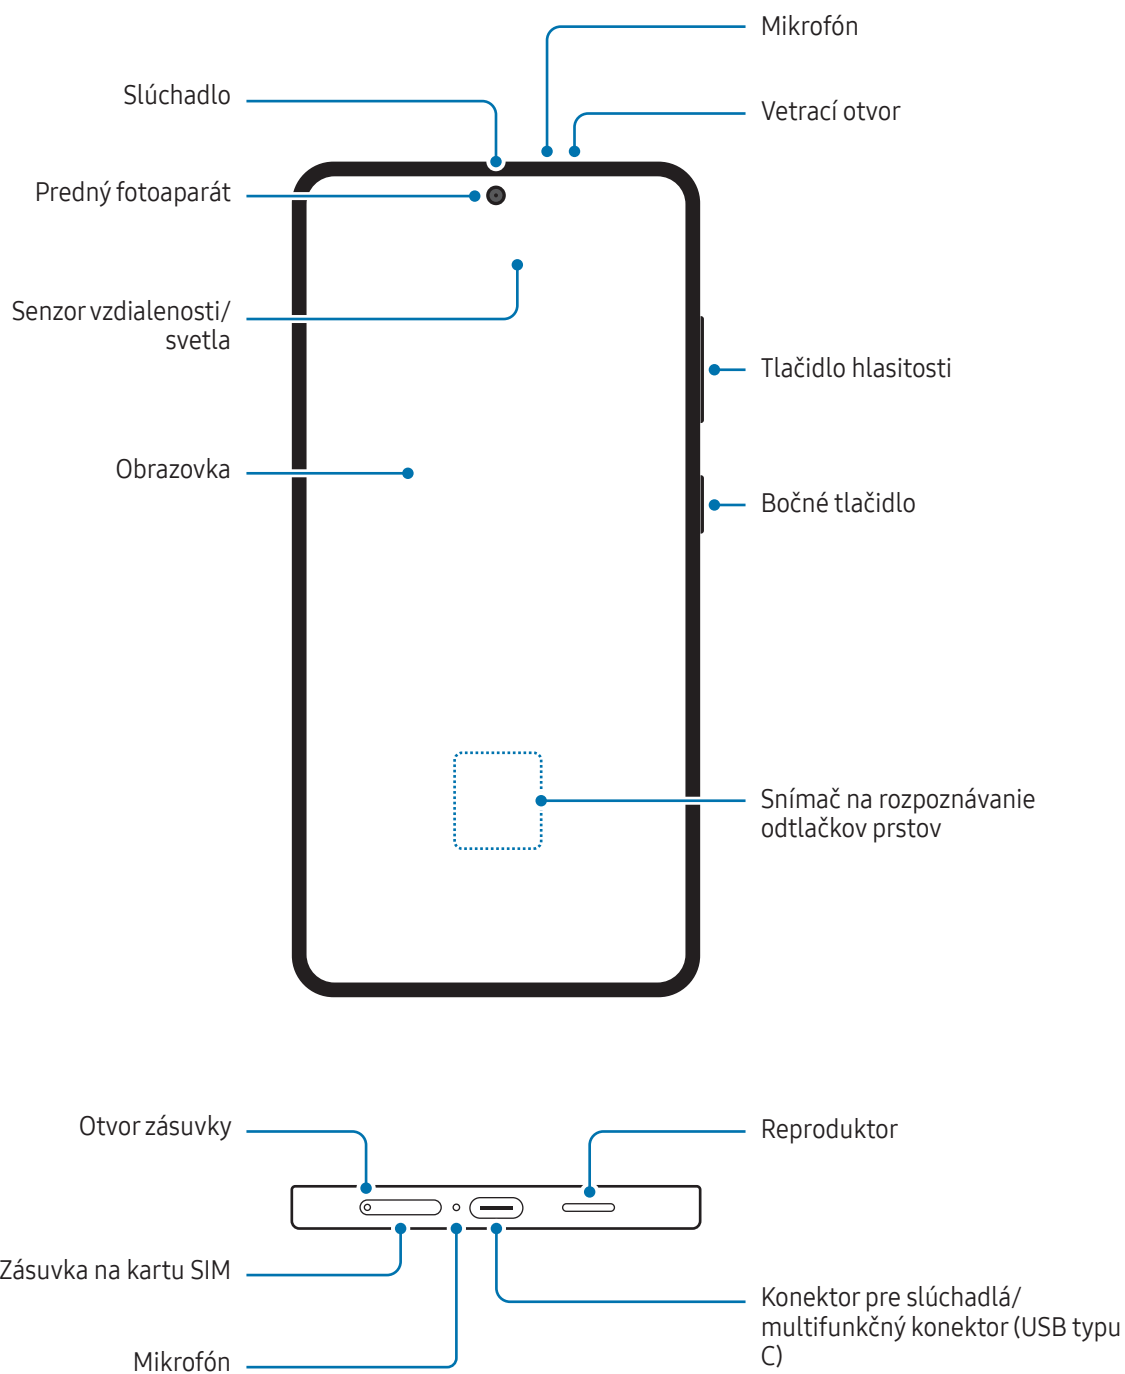 Mikrofón
Slúchadlo
Vetrací otvor
Predný fotoaparát
Senzor vzdialenosti/
svetla
Tlačidlo hlasitosti
Obrazovka
Bočné tlačidlo
Snímač na rozpoznávanie
odtlačkov prstov
Otvor zásuvky
Reproduktor
Zásuvka na kartu SIM
Konektor pre slúchadlá/
multifunkčný konektor (USB typu
C)
Mikrofón